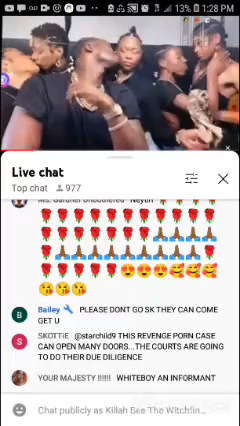 13% 1:28 PM
Live chat
Top chat 977
Ms. Gardner Unbothered Neyuh
Bailey PLEASE DONT GO SK THEY CAN COME
GET U
SKOTTIE @starchild9 THIS REVENGE PORN CASE
CAN OPEN MANY DOORS...THE COURTS ARE GOING
TO DO THEIR DUE DILIGENCE
YOUR MAJESTY !!!!!! WHITEBOY AN INFORMANT
Chat publicly as Killah Bee The Witchfin...